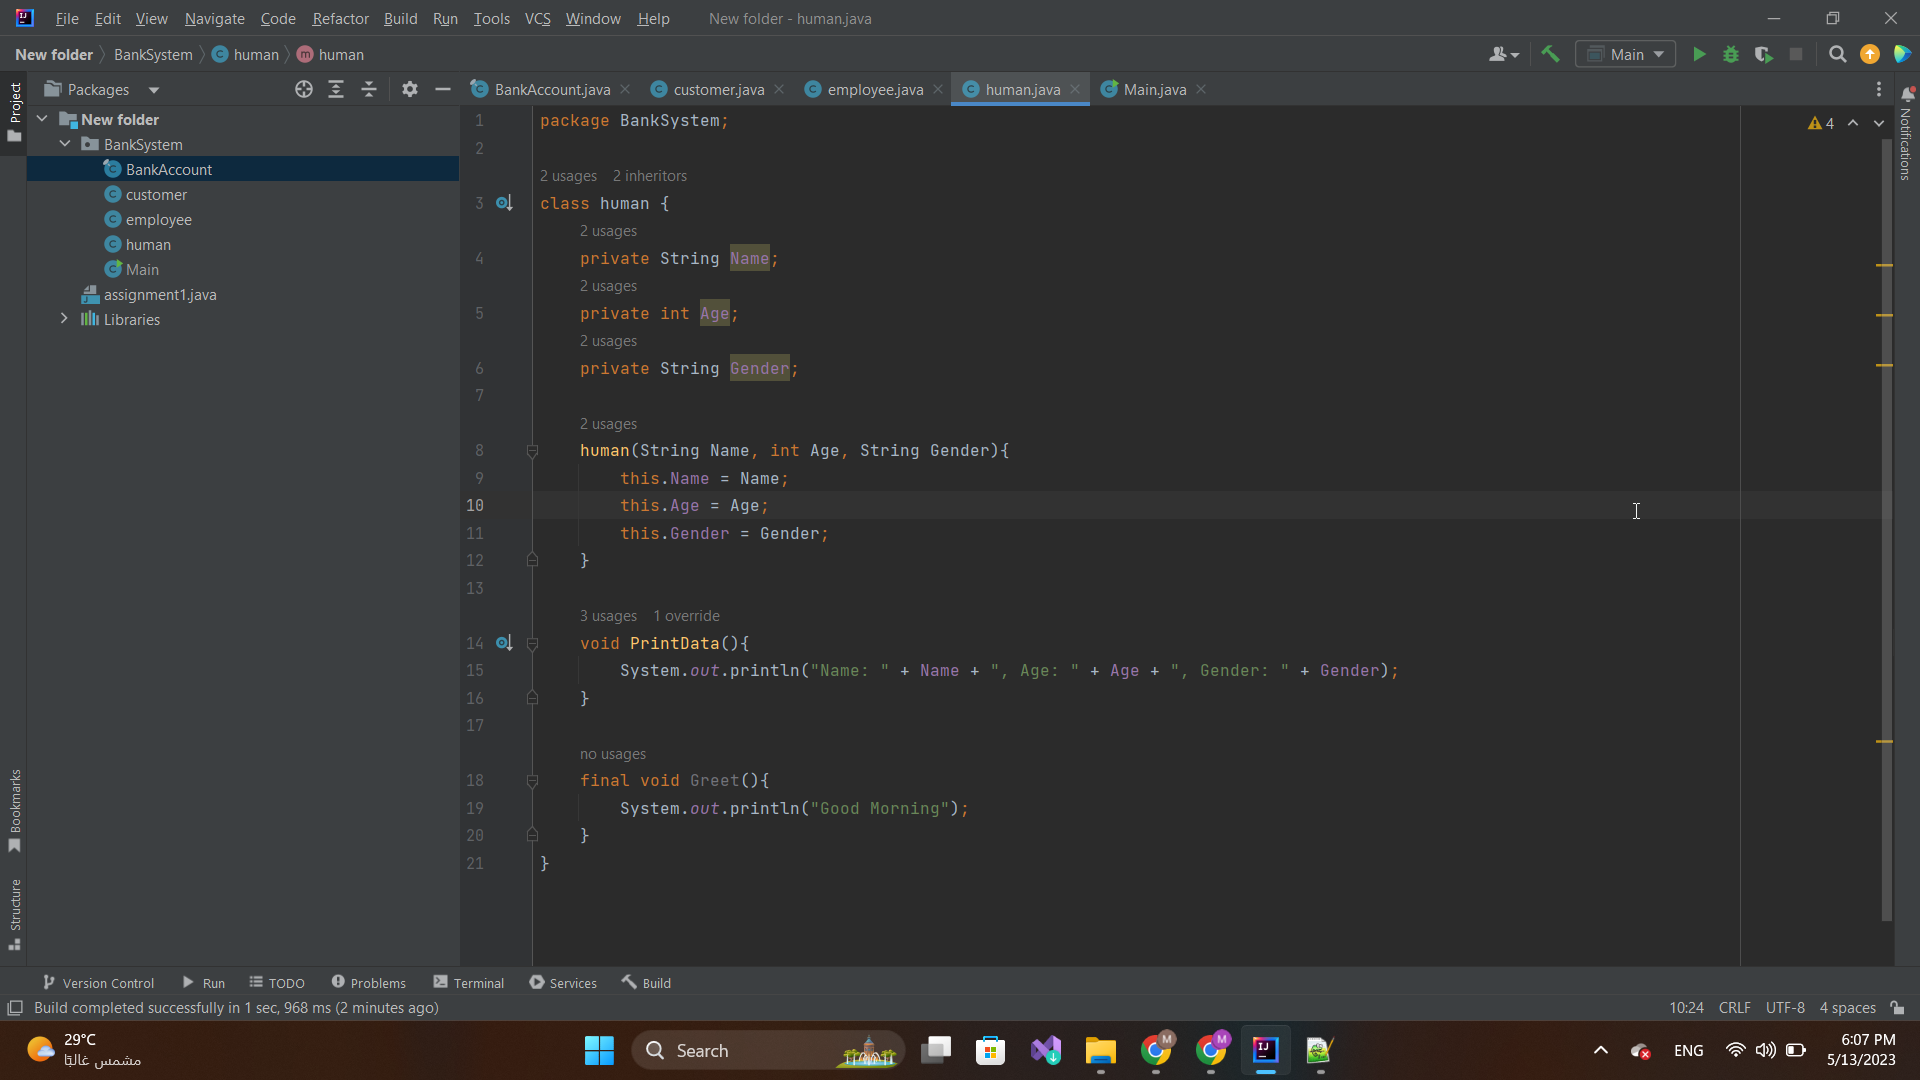 File Edit View Navigate Code Refactor Build Run Tools VCS Window Help New folder - human.java
New folder BankSystem human human
Main
Project
Packages
BankAccount.java customer.java employee.java human.java Main.java
Notifications
New folder
BankSystem
BankAccount
customer
employee
human
Main
assignment1.java
Libraries
4
1 package BankSystem;
2
2 usages 2 inheritors
3 class human {
2 usages
4 private String Name;
2 usages
5 private int Age;
2 usages
6 private String Gender;
7
2 usages
8 human(String Name, int Age, String Gender){
9 this.Name = Name;
10 this.Age = Age;
11 this.Gender = Gender;
12 }
13
3 usages 1 override
14 void PrintData(){
15 System.out.println("Name: " + Name + ", Age: " + Age + ", Gender: " + Gender);
16 }
17
no usages
18 final void Greet(){
19 System.out.println("Good Morning");
20 }
21 }
Bookmarks
Structure
Version Control Run TODO Problems Terminal Services Build
Build completed successfully in 1 sec, 968 ms (2 minutes ago)
10:24 CRLF UTF-8 4 spaces
29°C
مشمس غالبًا
Search
ENG
6:07 PM
5/13/2023